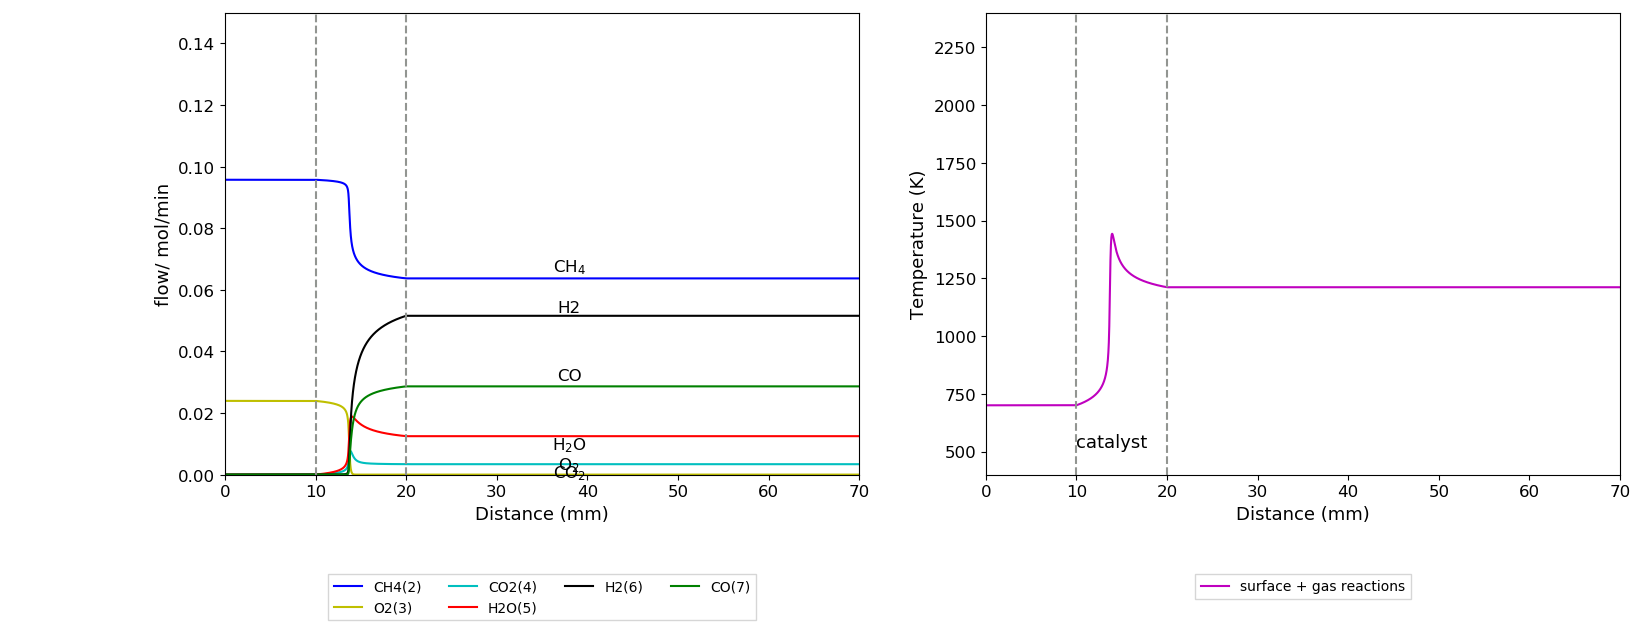 0.14
0.12
0.10
0.08
0.06
0.04
0.02
0.00
flow/ mol/min
CH4
H2
CO
H2O
O2
CO2
0 10 20 30 40 50 60 70
Distance (mm)
CH4(2) CO2(4) H2(6) CO(7)
O2(3) H2O(5)
2250
2000
1750
1500
1250
1000
750
500
Temperature (K)
catalyst
0 10 20 30 40 50 60 70
Distance (mm)
surface + gas reactions